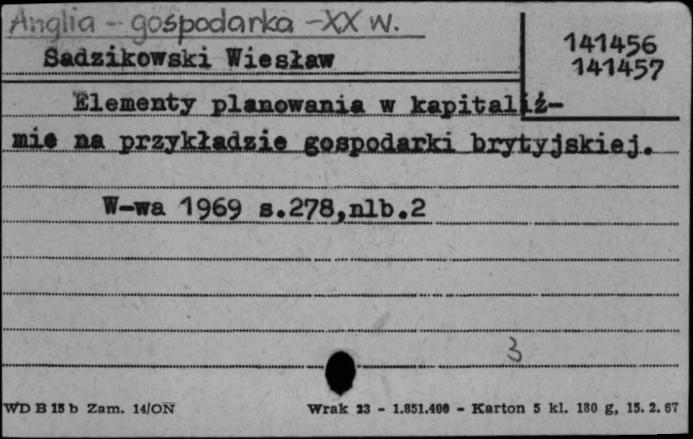 Anglia - gospodarka - XX w.
Sadzikowski Wiesław
141456
141457
Elementy planowania w kapitaliź-
mie na przykładzie gospodarki brytyjskiej.
W-wa 1969 s.278,nlb.2
3
WD B 15 b Zam. 14/ON
Wrak 23 - 1.851.400 - Karton 5 kl. 180 g, 15. 2. 67